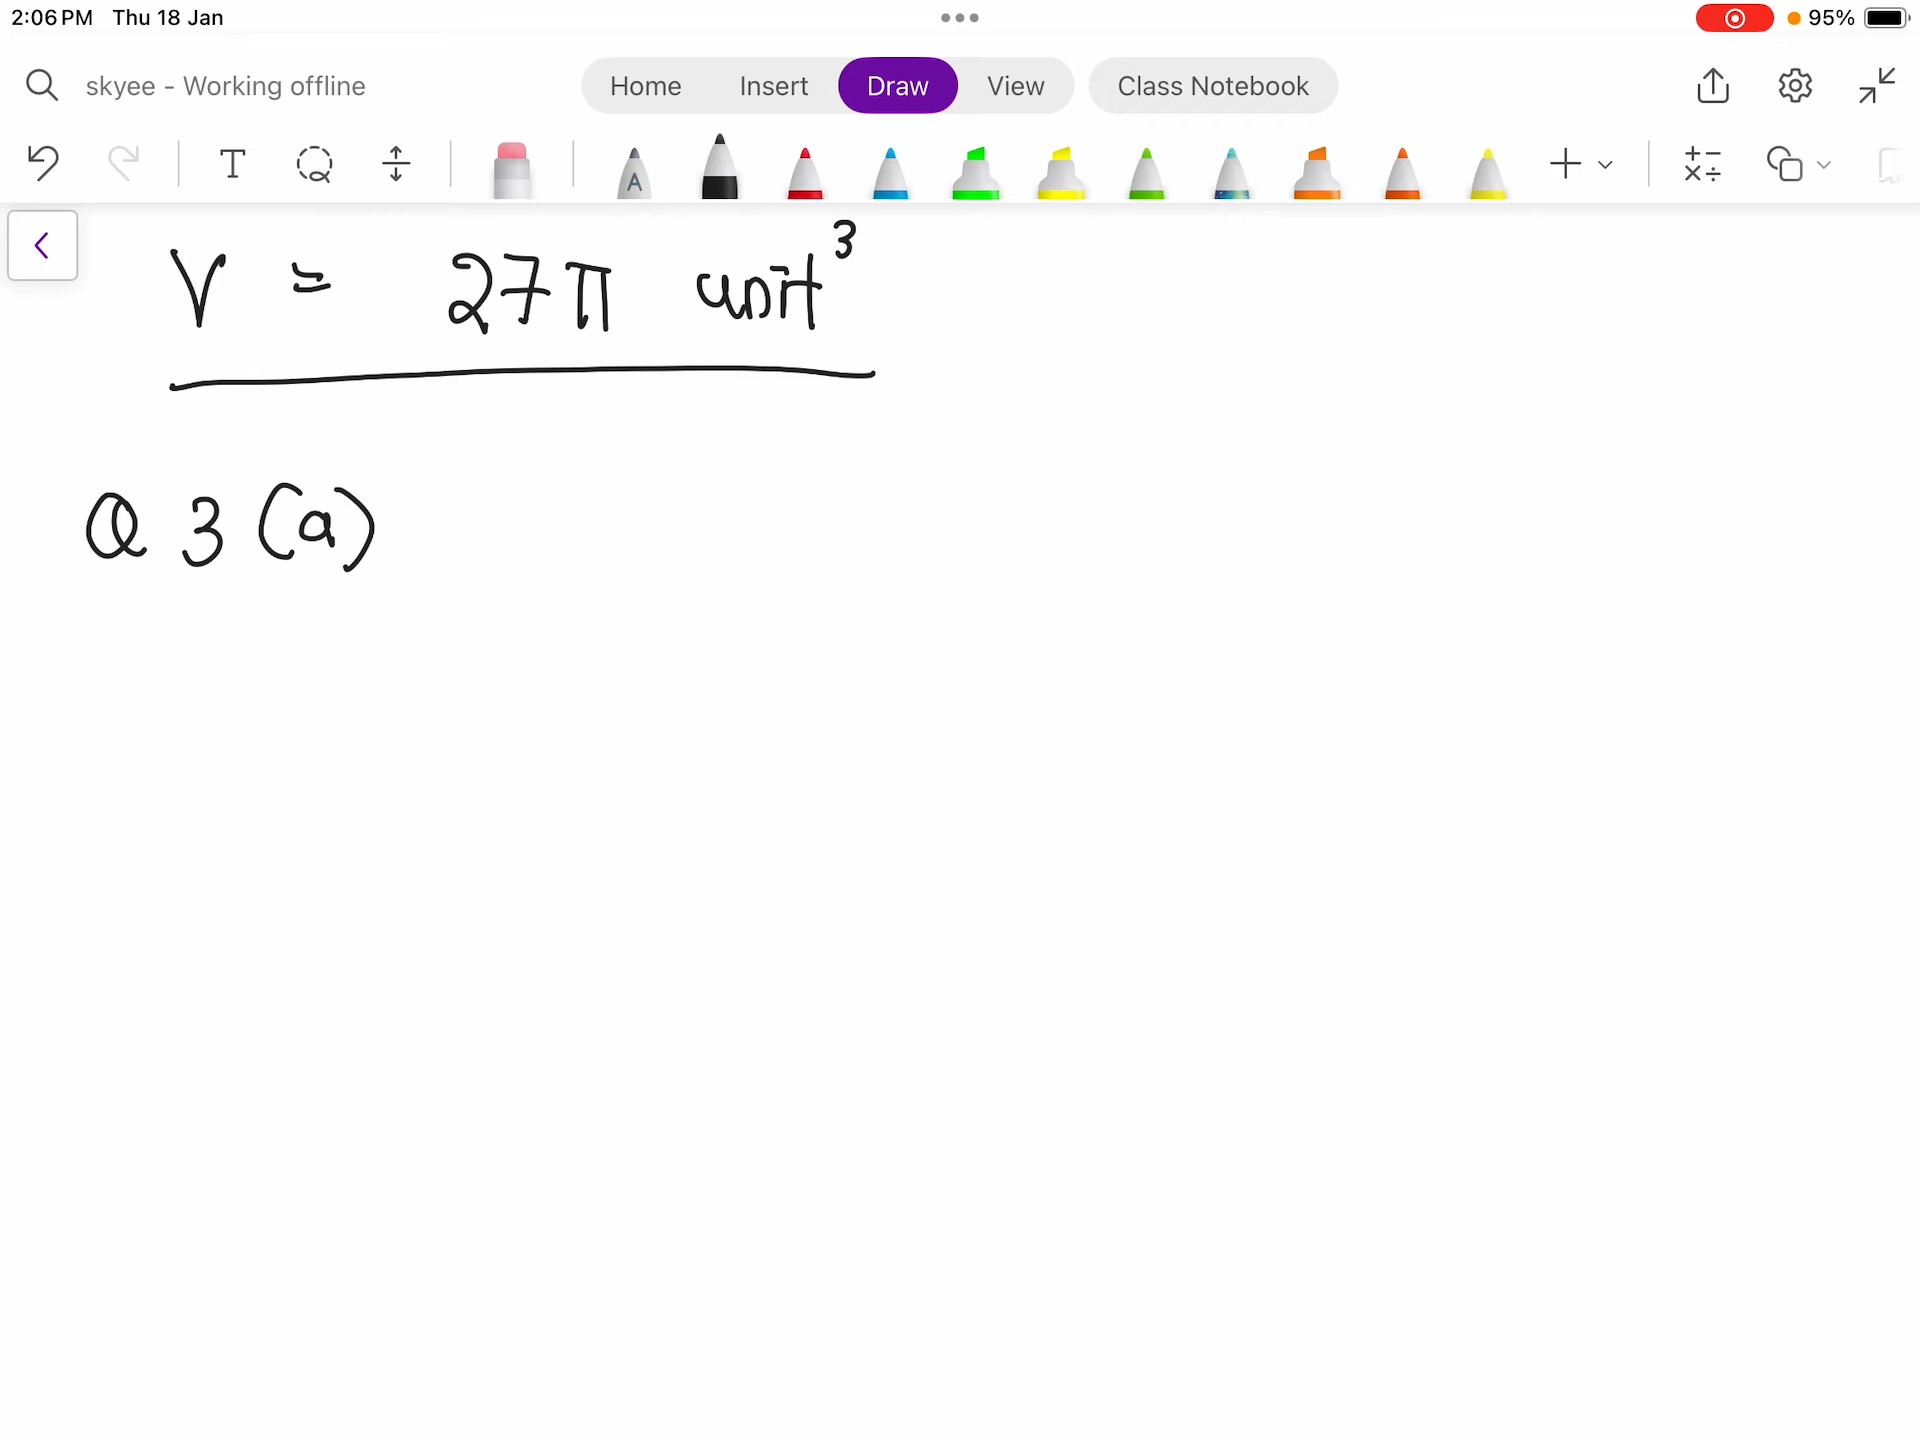 2:06 PM Thu 18 Jan 95%
skyee - Working offline Home Insert Draw View Class Notebook
T A
V = 27π unit³
Q 3 (a)